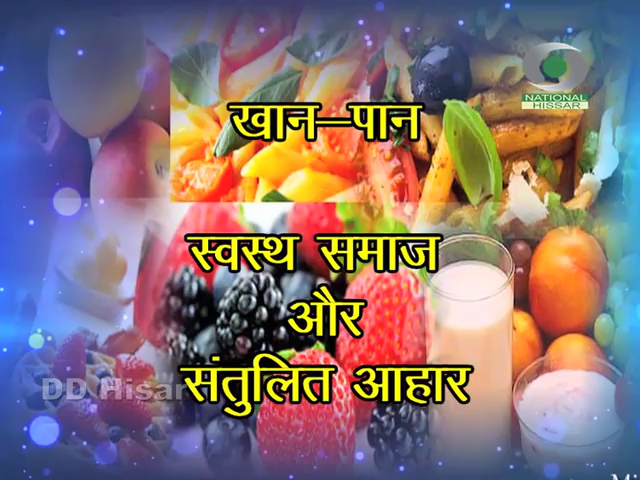 खान–पान
NATIONAL
HISSAR
स्वस्थ समाज
और
DD Hisar
संतुलित आहार